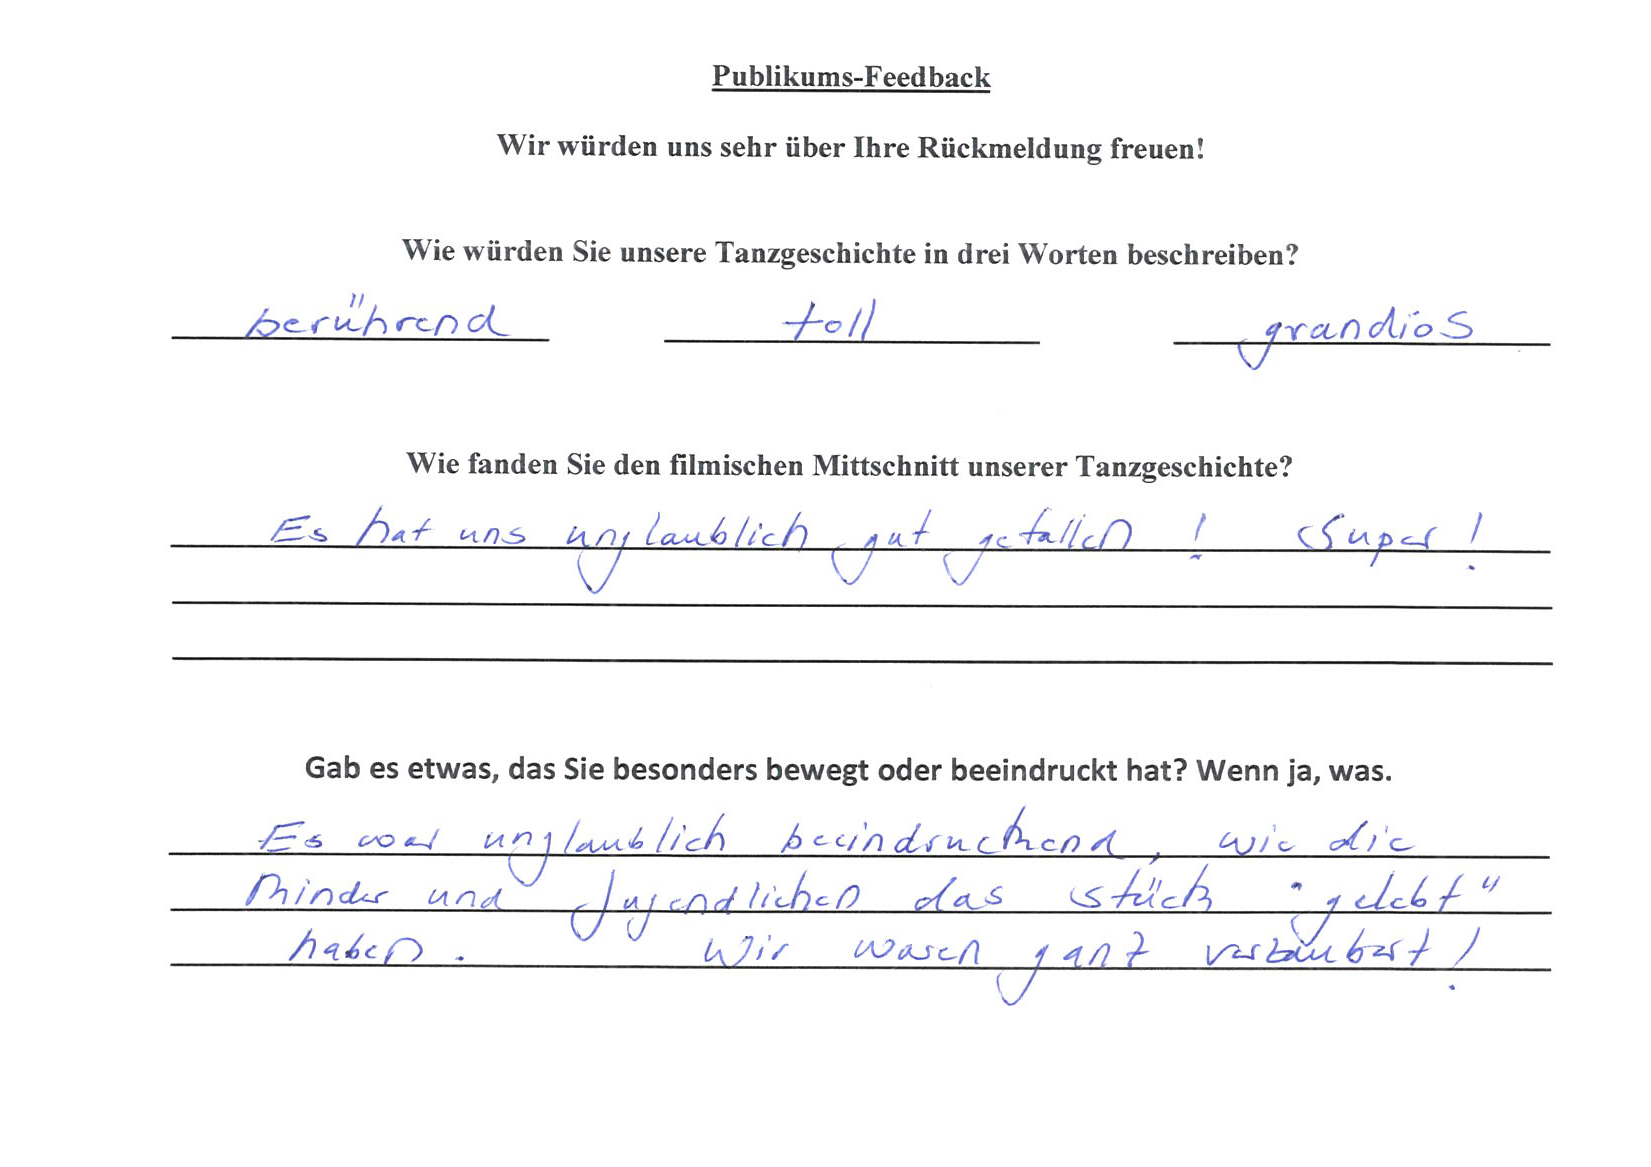 Publikums-Feedback
Wir würden uns sehr über Ihre Rückmeldung freuen!
Wie würden Sie unsere Tanzgeschichte in drei Worten beschreiben?
berührend toll grandios
Wie fanden Sie den filmischen Mittschnitt unserer Tanzgeschichte?
Es hat uns unglaublich gut gefallen ! Super !
Gab es etwas, das Sie besonders bewegt oder beeindruckt hat? Wenn ja, was.
Es war unglaublich beeindruckend, wie die
Kinder und Jugendlichen das Stück "gelebt"
haben. Wir waren ganz verzaubert !